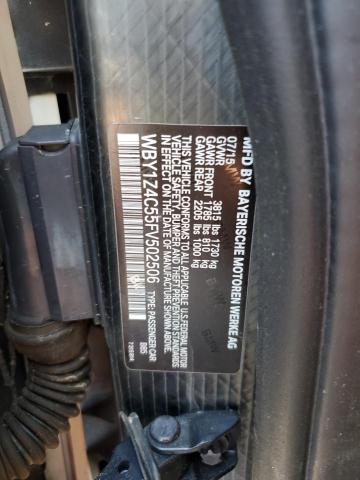 MFD BY BAYERISCHE MOTOREN WERKE AG
07/15
GVWR 3815 lbs 1730 kg
GAWR FRONT 1786 lbs 810 kg
GAWR REAR 2205 lbs 1000 kg
THIS VEHICLE CONFORMS TO ALL APPLICABLE U.S. FEDERAL MOTOR
VEHICLE SAFETY, BUMPER, AND THEFT PREVENTION STANDARDS
IN EFFECT ON THE DATE OF MANUFACTURE SHOWN ABOVE.
WBY1Z4C55FV502506 TYPE: PASSENGER-CAR